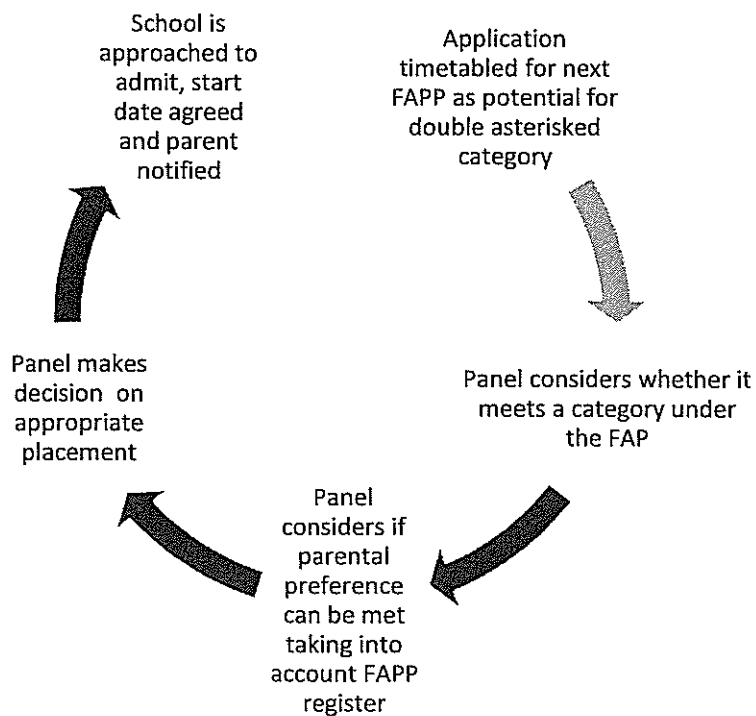 Application
timetabled for next
FAPP as potential for
double asterisked
category
Panel considers whether it
meets a category under
the FAP
Panel
considers if
parental
preference
can be met
taking into
account FAPP
register
Panel makes
decision on
appropriate
placement
School is
approached to
admit, start
date agreed
and parent
notified